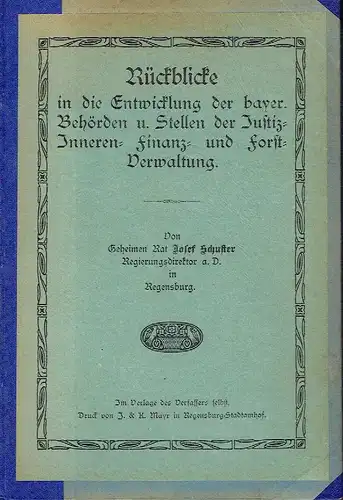 Rückblicke
in die Entwicklung der bayer.
Behörden u. Stellen der Justiz-
Inneren- Finanz- und Forst-
Verwaltung.
Von
Geheimen Rat Josef Schuster
Regierungsdirektor a. D.
in
Regensburg.
Im Verlage des Verfassers selbst.
Druck von J. & K. Mayr in Regensburg-Stadtamhof.